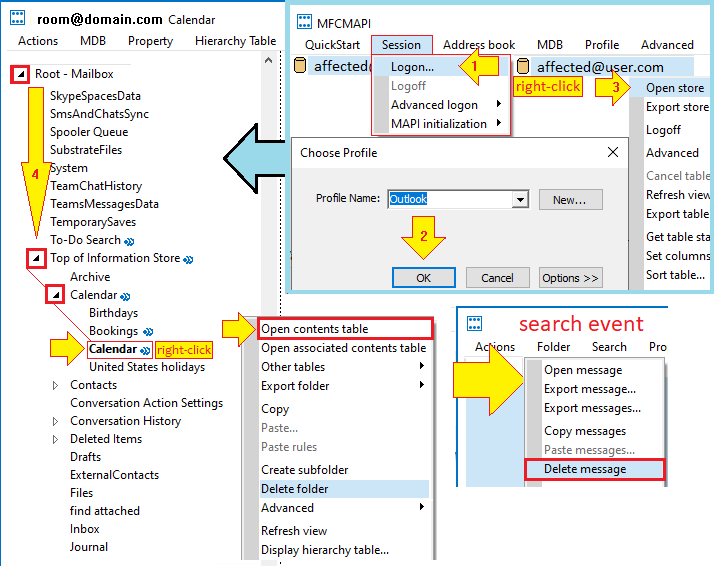 room@domain.com Calendar
Actions MDB Property Hierarchy Table
Root - Mailbox
SkypeSpacesData
SmsAndChatsSync
Spooler Queue
SubstrateFiles
System
4
TeamChatHistory
TeamsMessagesData
TemporarySaves
To-Do Search
Top of Information Store
Archive
Calendar
Birthdays
Bookings
Calendar right-click
United States holidays
Contacts
Conversation Action Settings
Conversation History
Deleted Items
Drafts
ExternalContacts
Files
find attached
Inbox
Journal
MFCMAPI
QuickStart Session Address book MDB Profile Advanced
affected@
Logon... 1
Logoff
Advanced logon
MAPI initialization
affected@user.com
right-click 3
Open store
Export store
Logoff
Advanced
Cancel table
Refresh view
Export table
Get table sta
Set columns
Sort table...
Choose Profile
Profile Name: Outlook New...
2
OK Cancel Options >>
Open contents table
Open associated contents table
Other tables
Export folder
Copy
Paste...
Paste rules
Create subfolder
Delete folder
Advanced
Refresh view
Display hierarchy table...
search event
Actions Folder Search Pro
Open message
Export message...
Export messages...
Copy messages
Paste messages...
Delete message